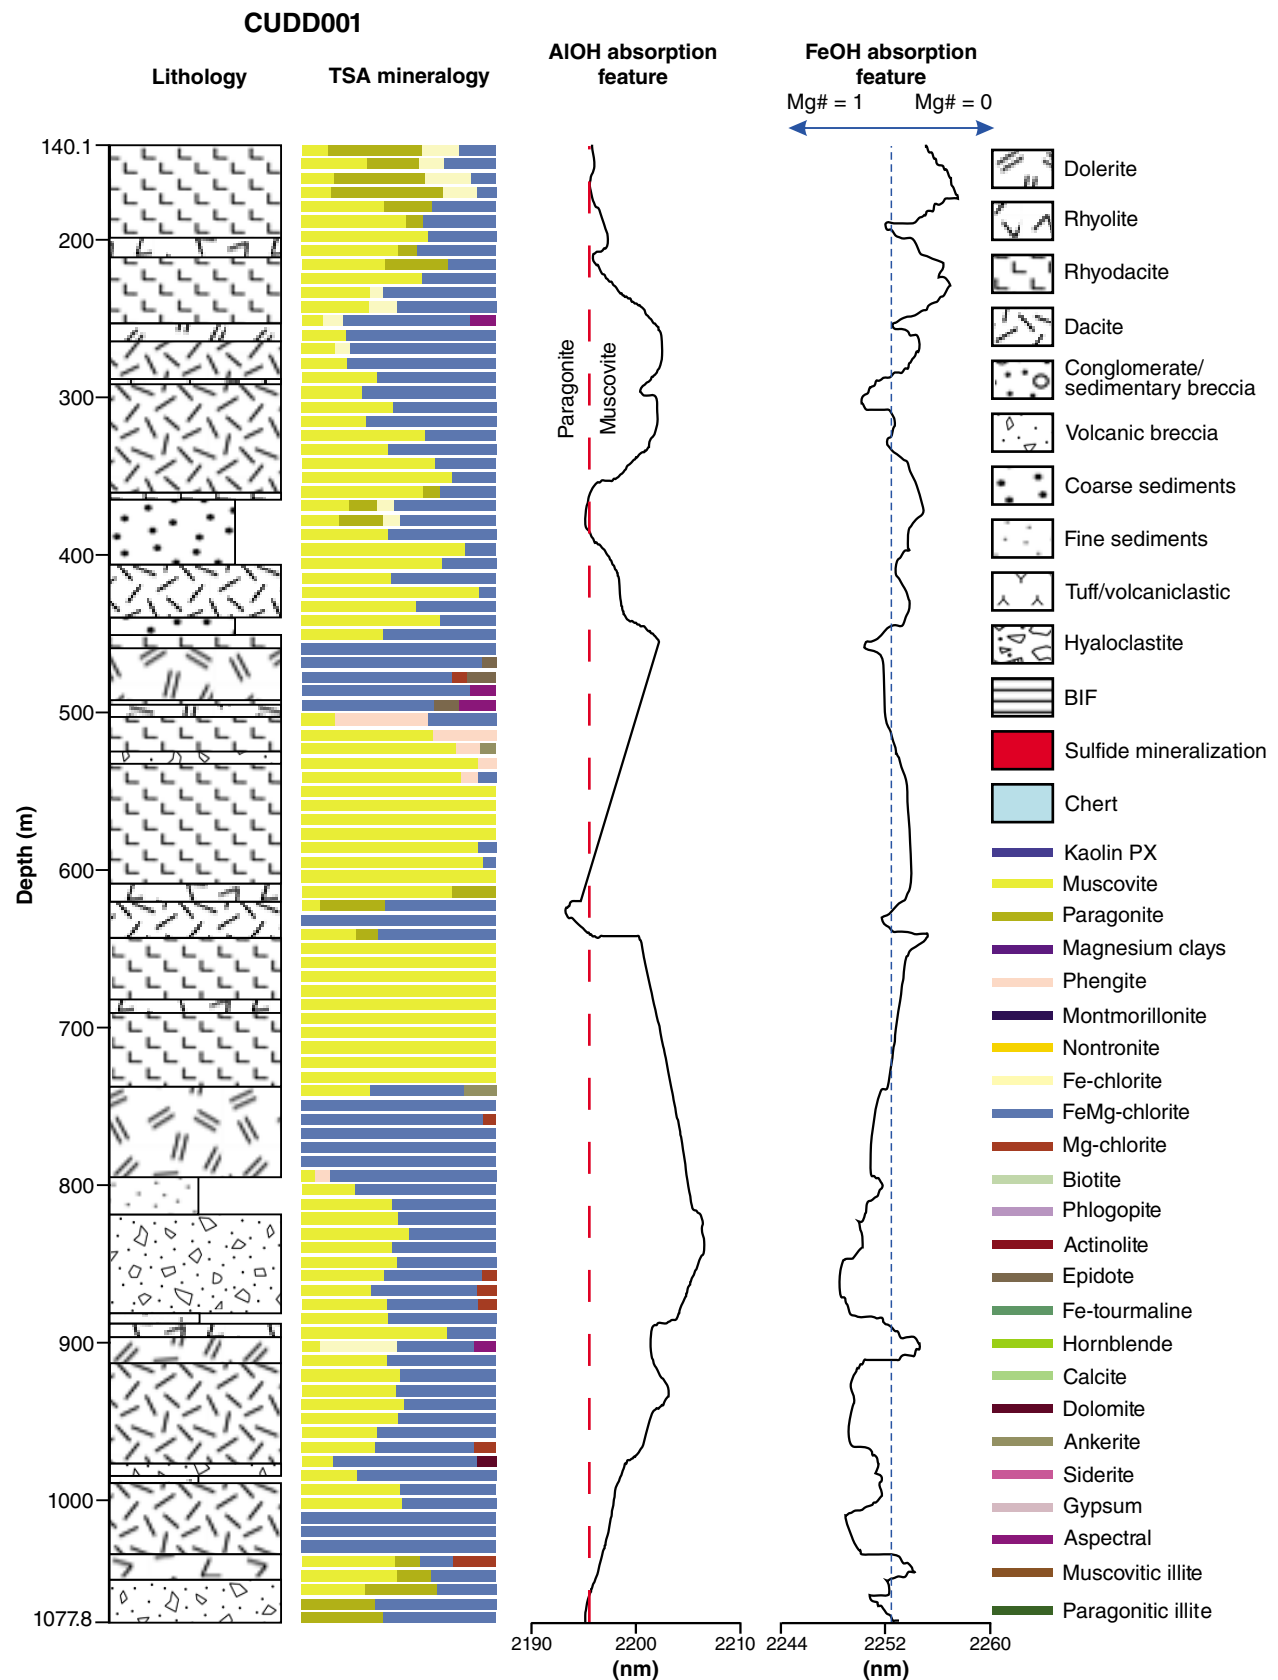 CUDD001
Lithology
TSA mineralogy
AlOH absorption
feature
FeOH absorption
feature
Mg# = 1
Mg# = 0
Depth (m)
140.1
200
300
400
500
600
700
800
900
1000
1077.8
Paragonite
Muscovite
2190
2200
2210
(nm)
2244
2252
2260
(nm)
Dolerite
Rhyolite
Rhyodacite
Dacite
Conglomerate/
sedimentary breccia
Volcanic breccia
Coarse sediments
Fine sediments
Tuff/volcaniclastic
Hyaloclastite
BIF
Sulfide mineralization
Chert
Kaolin PX
Muscovite
Paragonite
Magnesium clays
Phengite
Montmorillonite
Nontronite
Fe-chlorite
FeMg-chlorite
Mg-chlorite
Biotite
Phlogopite
Actinolite
Epidote
Fe-tourmaline
Hornblende
Calcite
Dolomite
Ankerite
Siderite
Gypsum
Aspectral
Muscovitic illite
Paragonitic illite